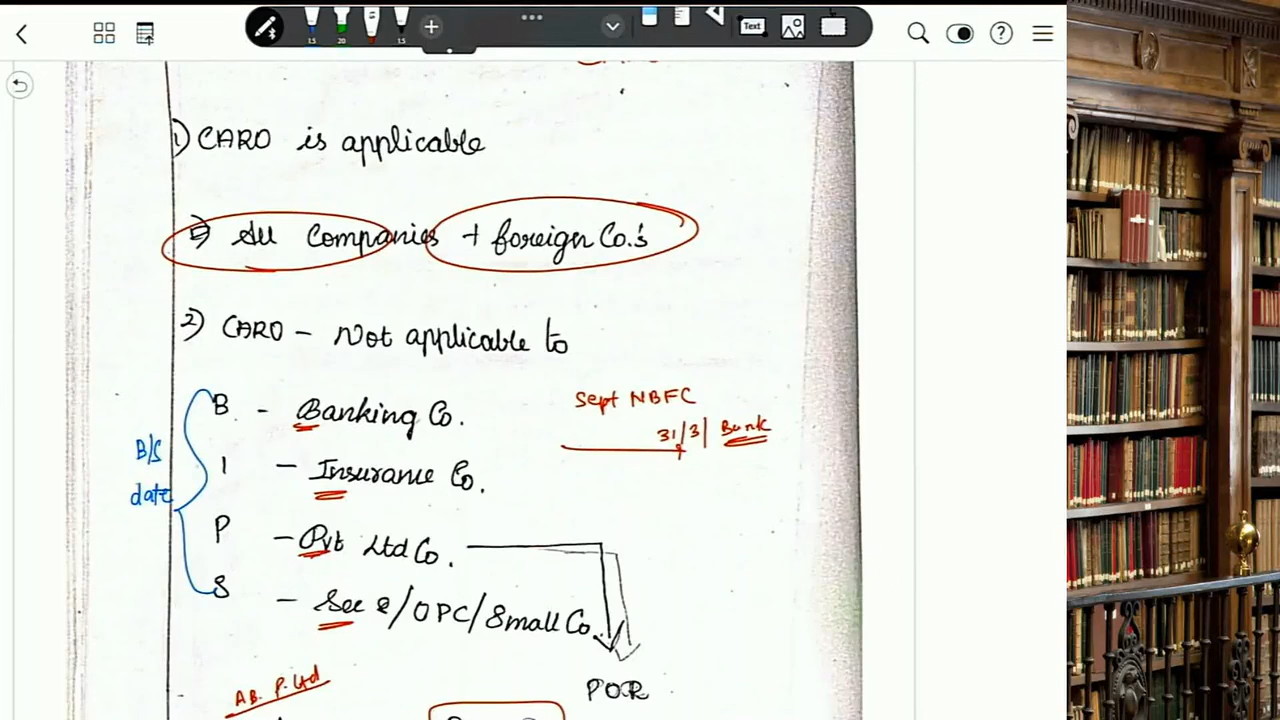 Text
1) CARO is applicable
All Companies + foreign Co.'s
2) CARO - Not applicable to
B - Banking Co.
Sept NBFC
31/3 Bank
B/S date
I - Insurance Co.
P - Pvt Ltd Co.
S - Sec 8/OPC/Small Co.
AB. P. Ltd
POR